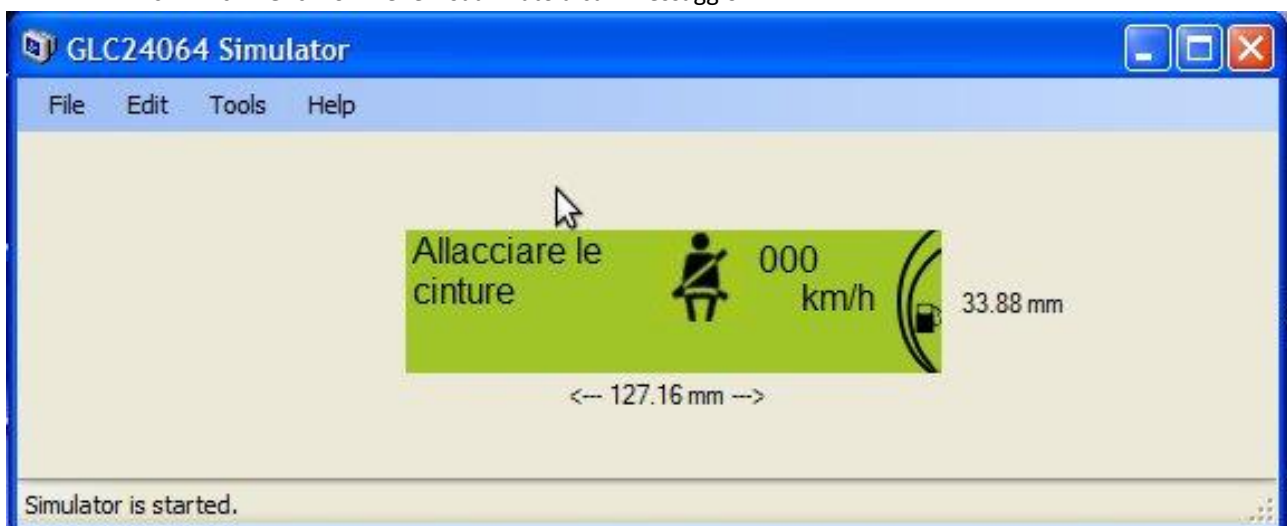 GLC24064 Simulator
File Edit Tools Help
Allacciare le
cinture
000
km/h
33.88 mm
<--- 127.16 mm --->
Simulator is started.